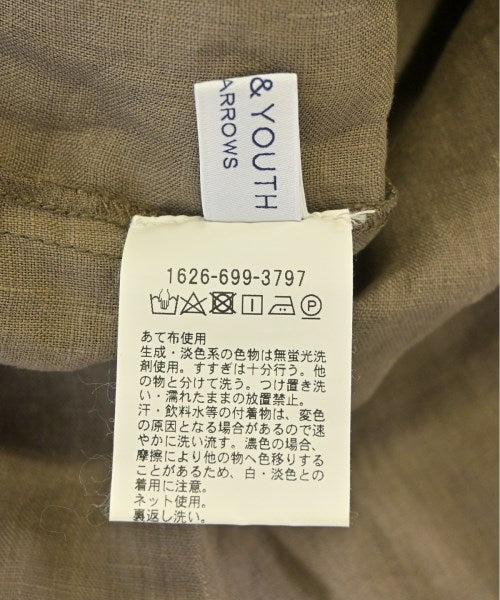 & YOUTH
ARROWS
1626-699-3797
P
あて布使用
生成・淡色系の色物は無蛍光洗
剤使用。すすぎは十分行う。他
の物と分けて洗う。つけ置き洗
い・濡れたままの放置禁止。
汗・飲料水等の付着物は、変色
の原因となる場合があるので速
やかに洗い流す。濃色の場合、
摩擦により他の物へ色移りする
ことがあるため、白・淡色との
着用に注意。
ネット使用。
裏返し洗い。